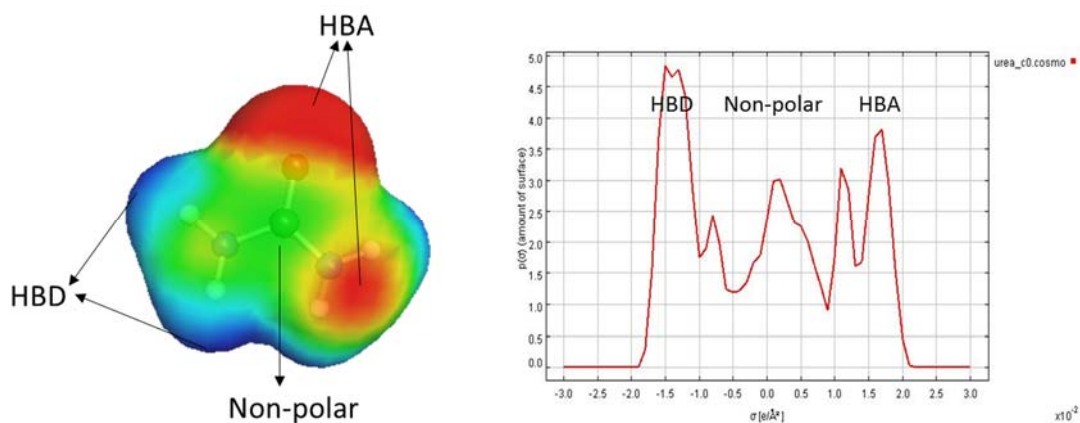 HBA
HBD
Non-polar
urea_c0.cosmo
HBD Non-polar HBA
p(σ) (amount of surface)
5.0
4.5
4.0
3.5
3.0
2.5
2.0
1.5
1.0
0.5
0.0
-3.0 -2.5 -2.0 -1.5 -1.0 -0.5 0.0 0.5 1.0 1.5 2.0 2.5 3.0
σ [e/Å²]
x10⁻²